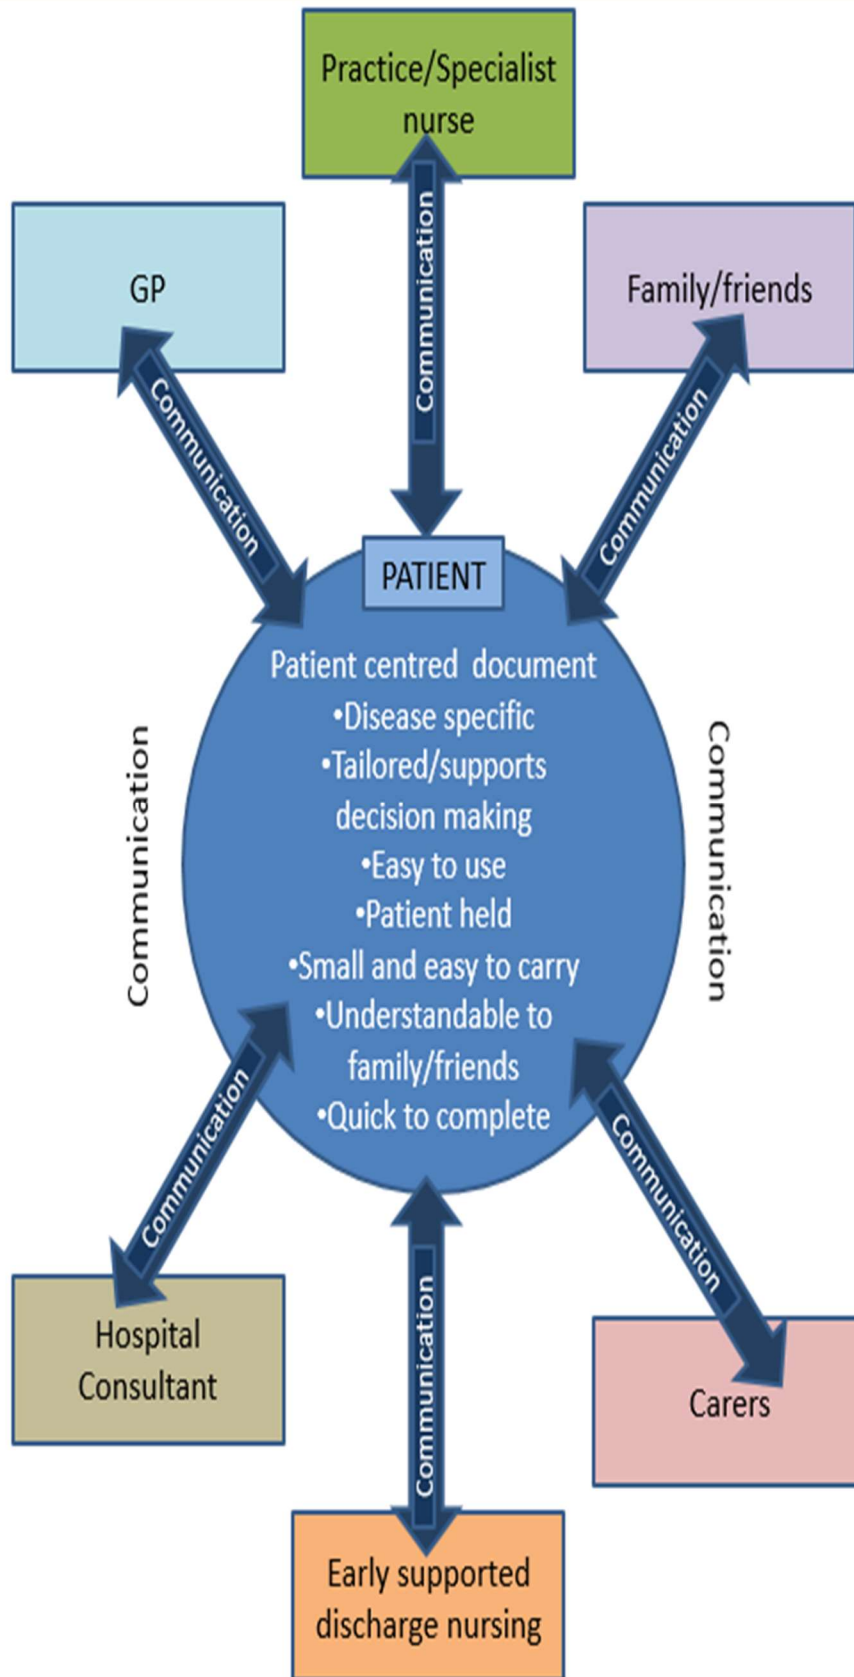 Practice/Specialist
nurse
GP
Family/friends
Communication
Communication
Communication
PATIENT
Patient centred document
•Disease specific
•Tailored/supports
decision making
•Easy to use
•Patient held
•Small and easy to carry
•Understandable to
family/friends
•Quick to complete
Communication
Communication
Communication
Communication
Communication
Hospital
Consultant
Carers
Early supported
discharge nursing